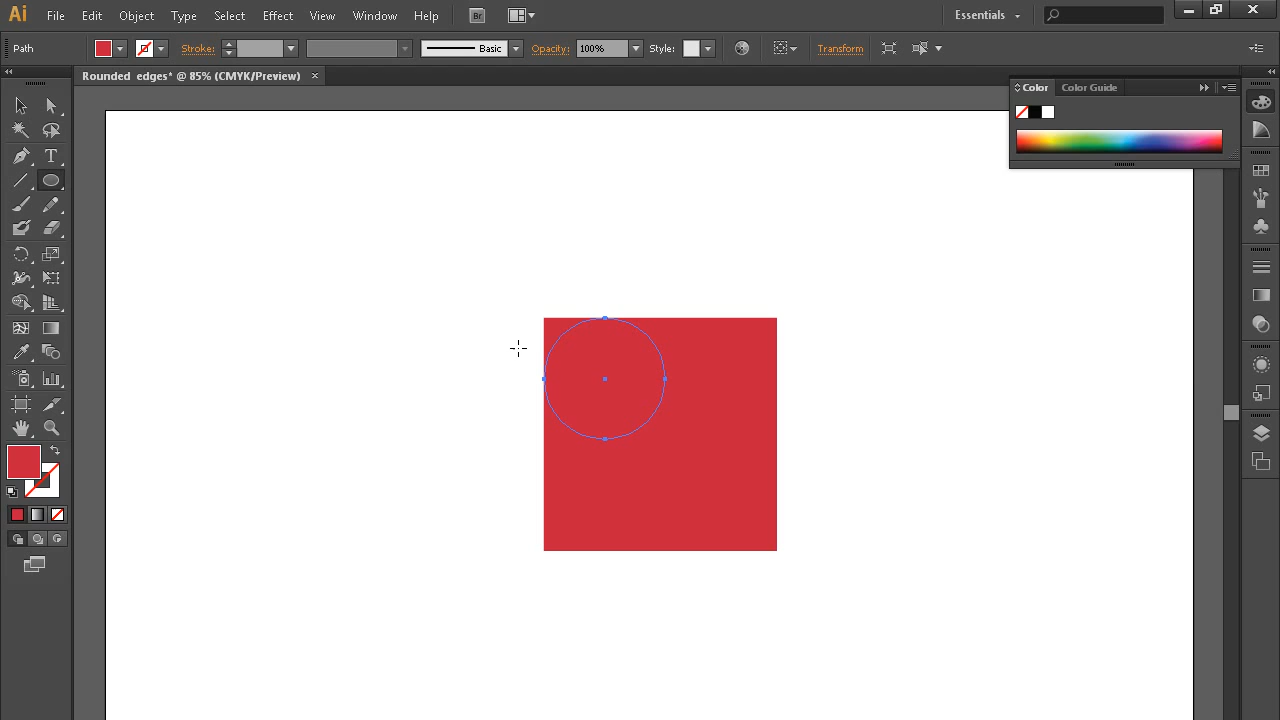 Ai File Edit Object Type Select Effect View Window Help Br Essentials
Path Stroke: Basic Opacity: 100% Style: Transform
Rounded edges* @ 85% (CMYK/Preview)
Color Color Guide